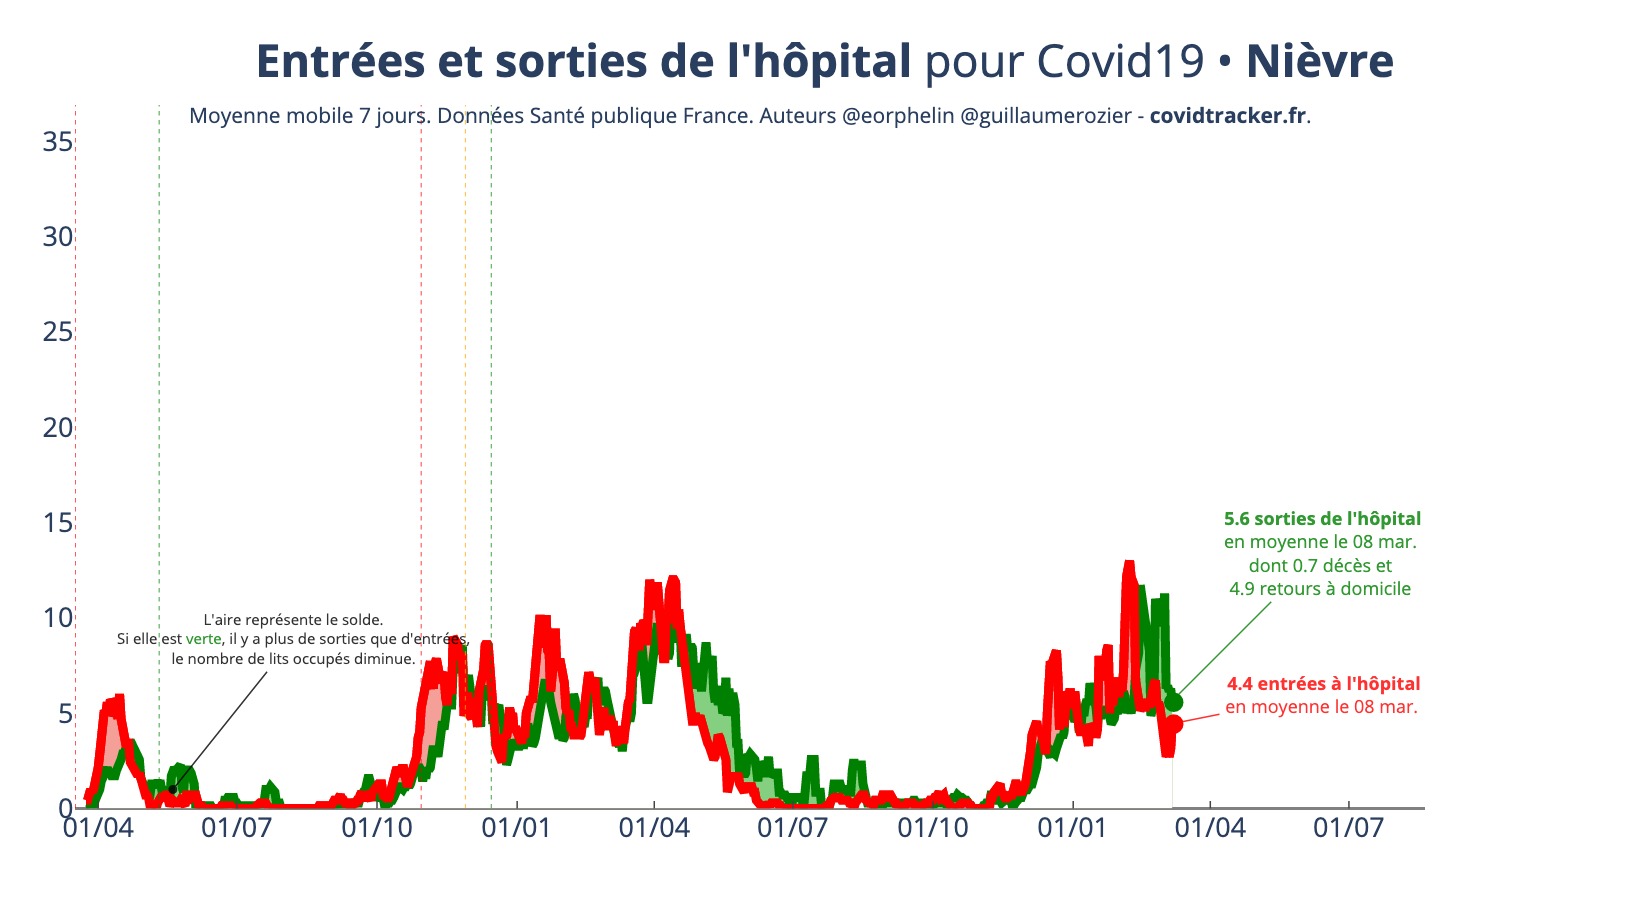 Entrées et sorties de l'hôpital pour Covid19 • Nièvre
Moyenne mobile 7 jours. Données Santé publique France. Auteurs @eorphelin @guillaumerozier - covidtracker.fr.
35
30
25
20
15
10
5
0
L'aire représente le solde.
Si elle est verte, il y a plus de sorties que d'entrées,
le nombre de lits occupés diminue.
5.6 sorties de l'hôpital
en moyenne le 08 mar.
dont 0.7 décès et
4.9 retours à domicile
4.4 entrées à l'hôpital
en moyenne le 08 mar.
01/04 01/07 01/10 01/01 01/04 01/07 01/10 01/01 01/04 01/07